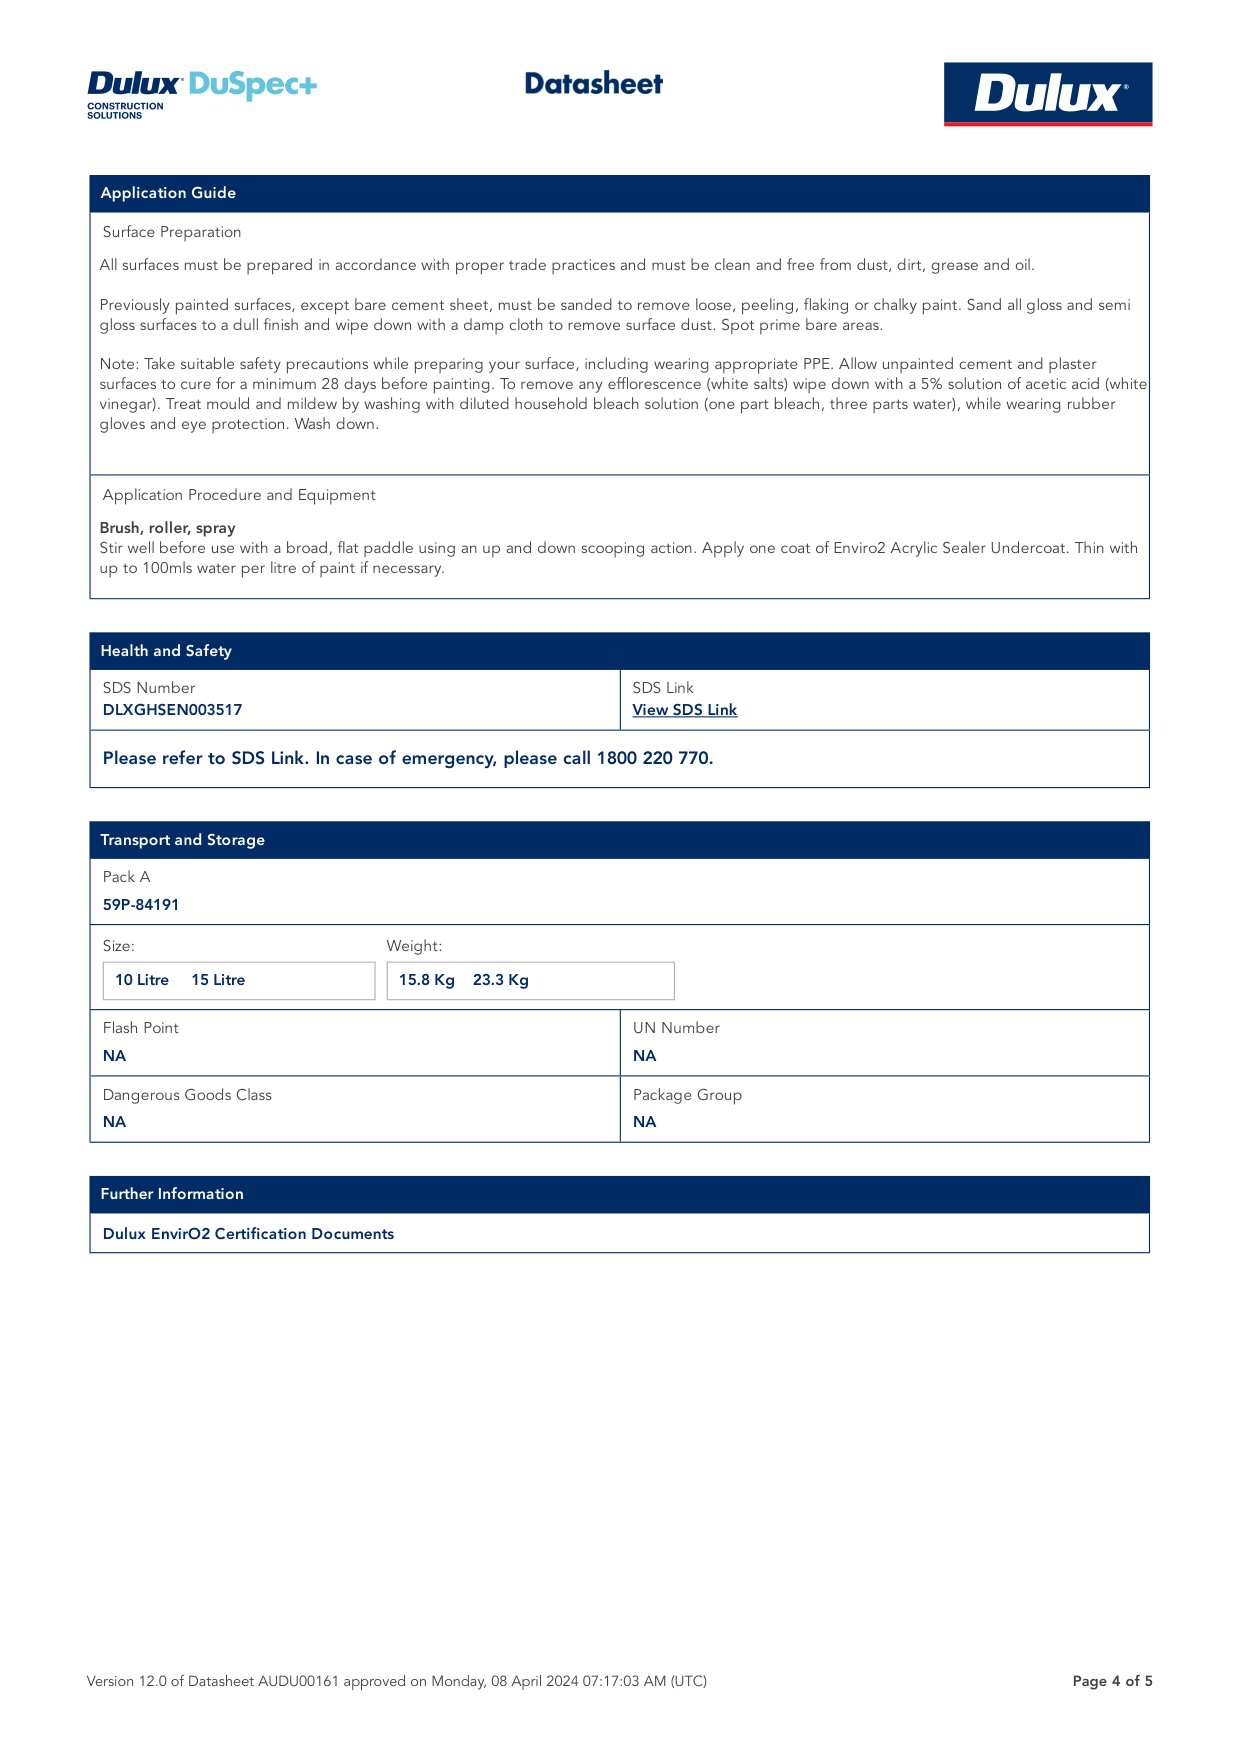 Dulux DuSpec+
CONSTRUCTION
SOLUTIONS
Datasheet
Dulux®
Application Guide
Surface Preparation
All surfaces must be prepared in accordance with proper trade practices and must be clean and free from dust, dirt, grease and oil.
Previously painted surfaces, except bare cement sheet, must be sanded to remove loose, peeling, flaking or chalky paint. Sand all gloss and semi
gloss surfaces to a dull finish and wipe down with a damp cloth to remove surface dust. Spot prime bare areas.
Note: Take suitable safety precautions while preparing your surface, including wearing appropriate PPE. Allow unpainted cement and plaster
surfaces to cure for a minimum 28 days before painting. To remove any efflorescence (white salts) wipe down with a 5% solution of acetic acid (white
vinegar). Treat mould and mildew by washing with diluted household bleach solution (one part bleach, three parts water), while wearing rubber
gloves and eye protection. Wash down.
Application Procedure and Equipment
Brush, roller, spray
Stir well before use with a broad, flat paddle using an up and down scooping action. Apply one coat of Enviro2 Acrylic Sealer Undercoat. Thin with
up to 100mls water per litre of paint if necessary.
Health and Safety
SDS Number
DLXGHSEN003517
SDS Link
View SDS Link
Please refer to SDS Link. In case of emergency, please call 1800 220 770.
Transport and Storage
Pack A
59P-84191
Size:
10 Litre 15 Litre
Weight:
15.8 Kg 23.3 Kg
Flash Point
NA
UN Number
NA
Dangerous Goods Class
NA
Package Group
NA
Further Information
Dulux EnvirO2 Certification Documents
Version 12.0 of Datasheet AUDU00161 approved on Monday, 08 April 2024 07:17:03 AM (UTC)
Page 4 of 5